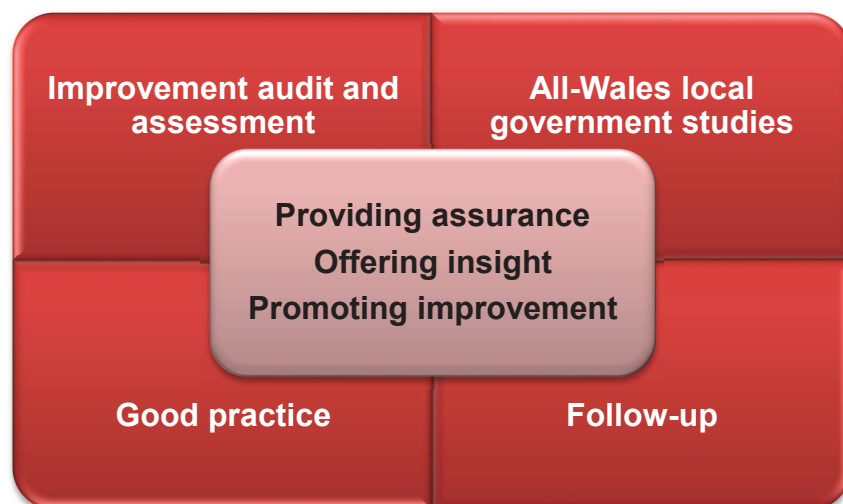 Improvement audit and
assessment
All-Wales local
government studies
Providing assurance
Offering insight
Promoting improvement
Good practice
Follow-up